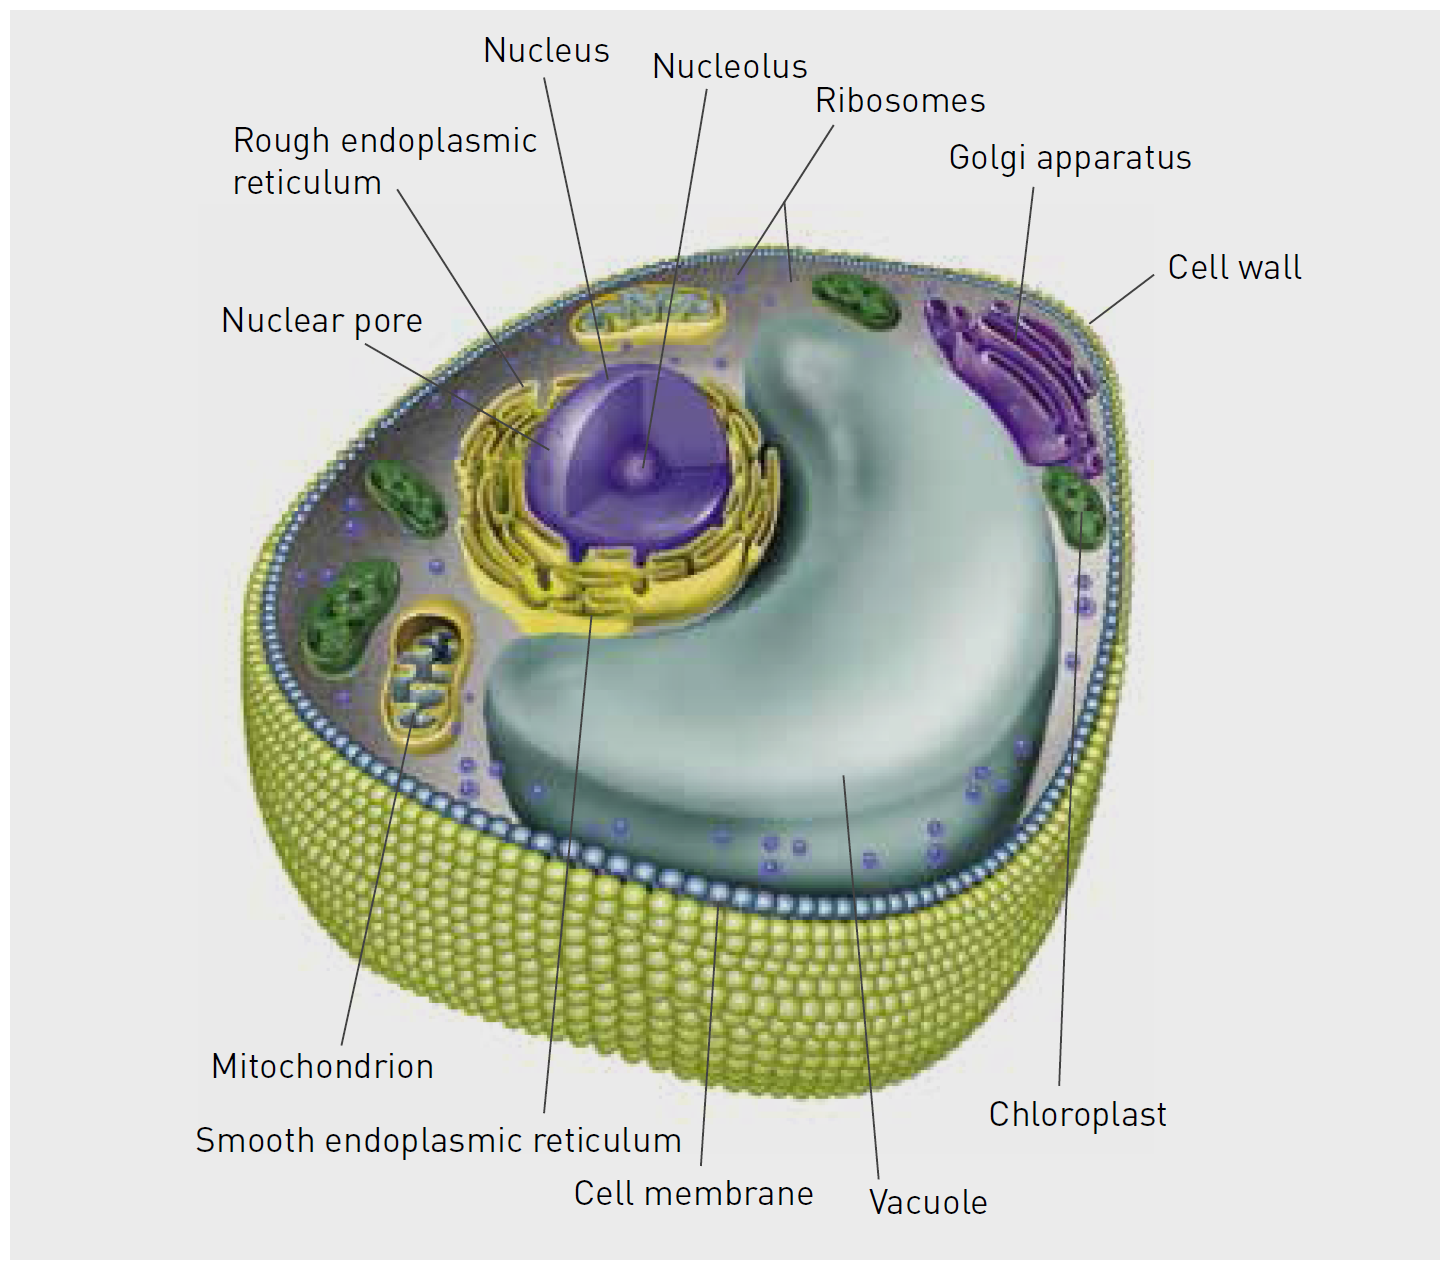 Nucleus
Nucleolus
Ribosomes
Rough endoplasmic
reticulum
Golgi apparatus
Cell wall
Nuclear pore
Mitochondrion
Chloroplast
Smooth endoplasmic reticulum
Cell membrane
Vacuole